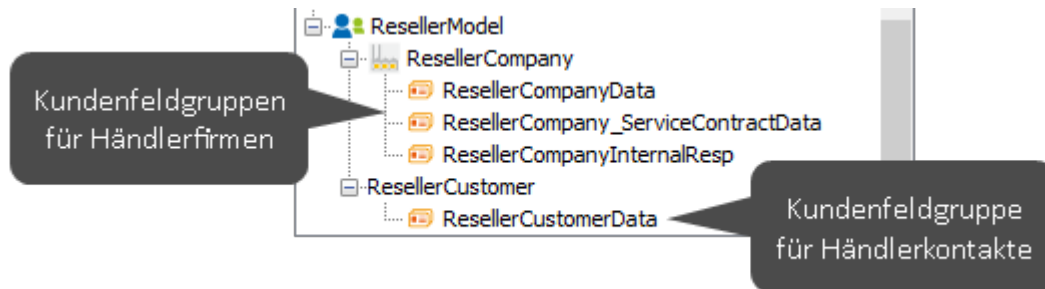 ResellerModel
ResellerCompany
ResellerCompanyData
ResellerCompany_ServiceContractData
ResellerCompanyInternalResp
ResellerCustomer
ResellerCustomerData
Kundenfeldgruppen
für Händlerfirmen
Kundenfeldgruppe
für Händlerkontakte